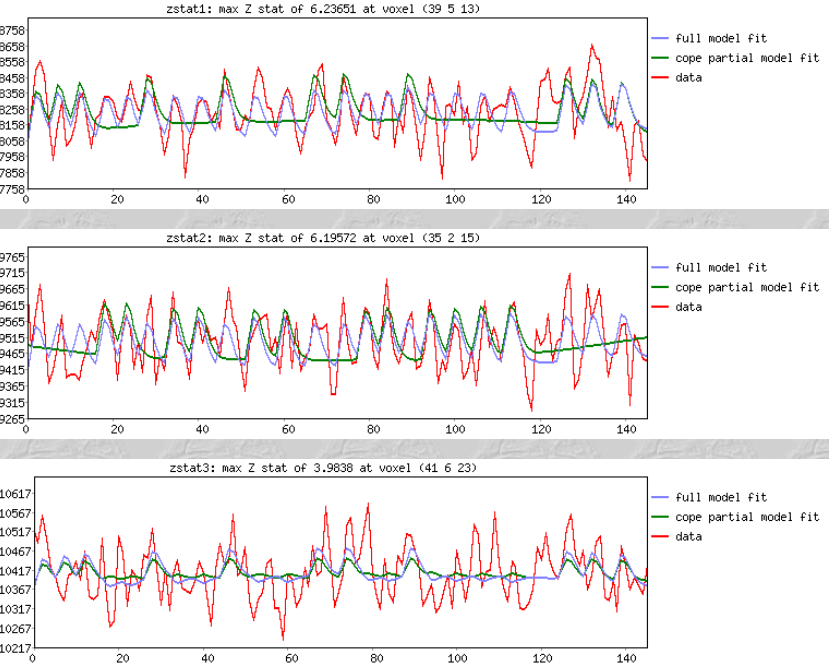 zstat1: max Z stat of 6.23651 at voxel (39 5 13)
8758
8658
8558
8458
8358
8258
8158
8058
7958
7858
7758
0 20 40 60 80 100 120 140
full model fit
cope partial model fit
data
zstat2: max Z stat of 6.19572 at voxel (35 2 15)
9765
9715
9665
9615
9565
9515
9465
9415
9365
9315
9265
0 20 40 60 80 100 120 140
full model fit
cope partial model fit
data
zstat3: max Z stat of 3.9838 at voxel (41 6 23)
10617
10567
10517
10467
10417
10367
10317
10267
10217
0 20 40 60 80 100 120 140
full model fit
cope partial model fit
data